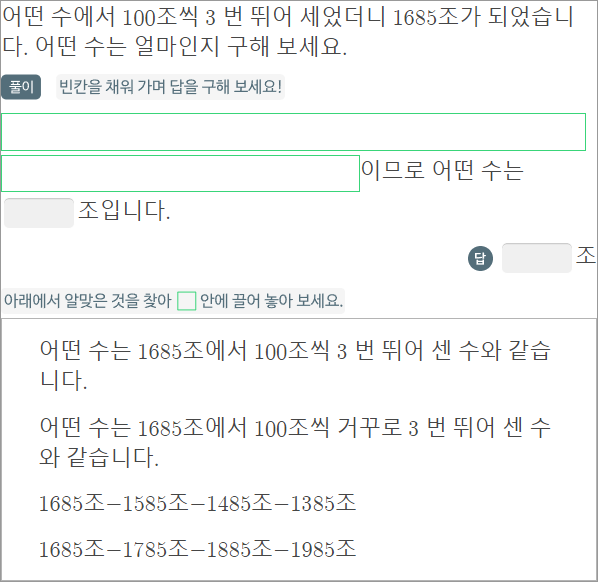 어떤 수에서 100조씩 3 번 뛰어 세었더니 1685조가 되었습니
다. 어떤 수는 얼마인지 구해 보세요.
풀이 빈칸을 채워 가며 답을 구해 보세요!
이므로 어떤 수는
조입니다.
답 조
아래에서 알맞은 것을 찾아 안에 끌어 놓아 보세요.
어떤 수는 1685조에서 100조씩 3 번 뛰어 센 수와 같습
니다.
어떤 수는 1685조에서 100조씩 거꾸로 3 번 뛰어 센 수
와 같습니다.
1685조−1585조−1485조−1385조
1685조−1785조−1885조−1985조